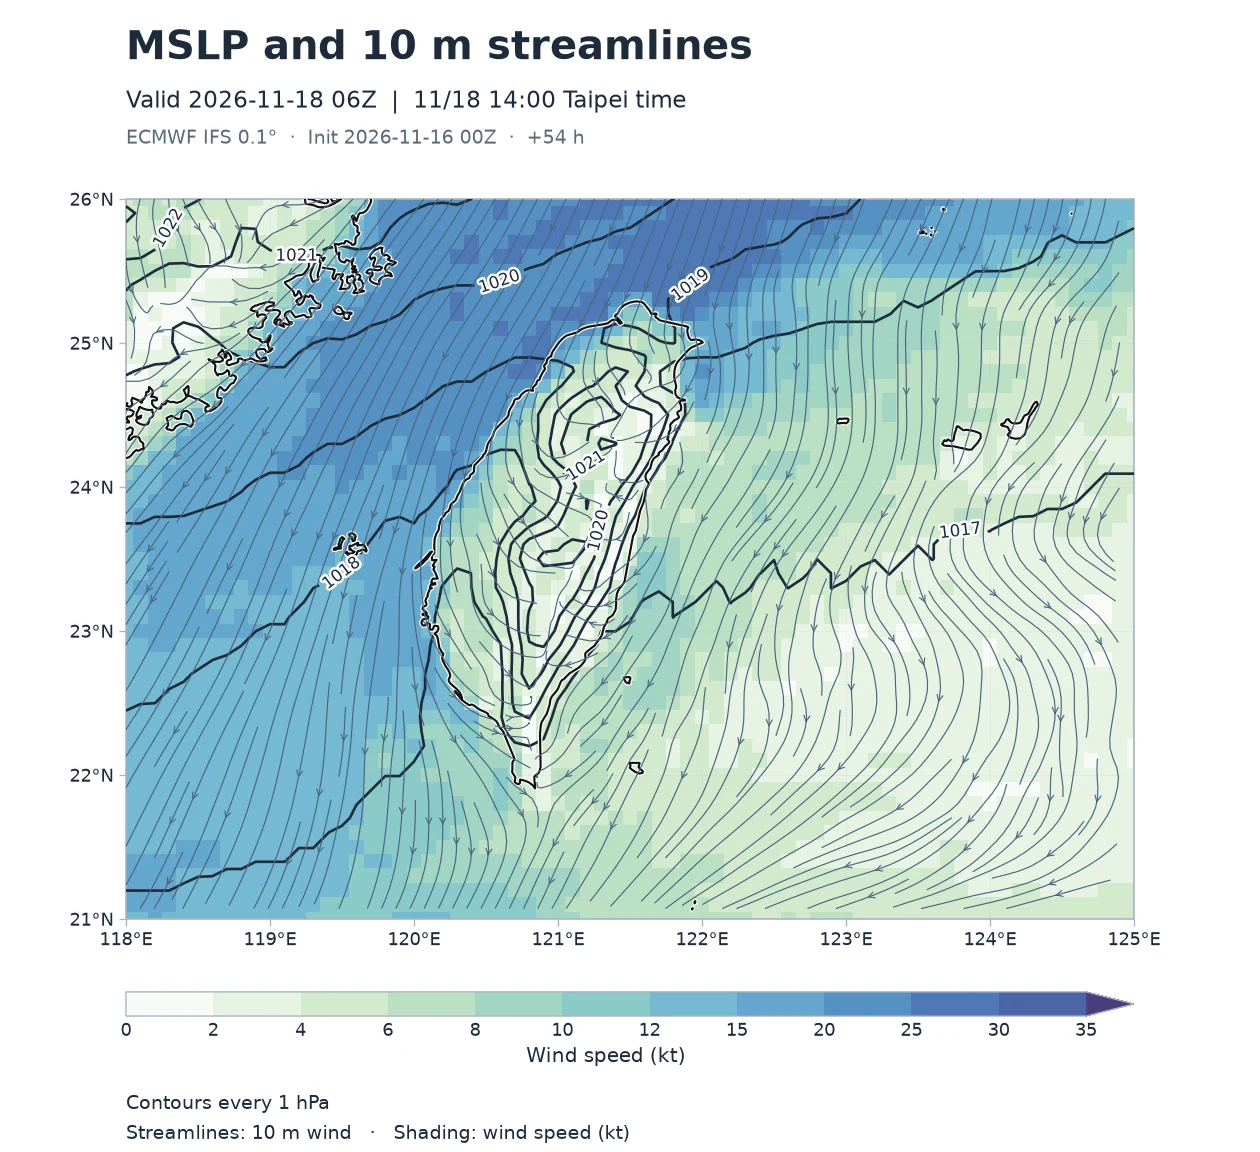 MSLP and 10 m streamlines
Valid 2026-11-18 06Z | 11/18 14:00 Taipei time
ECMWF IFS 0.1° · Init 2026-11-16 00Z · +54 h
26°N
25°N
24°N
23°N
22°N
21°N
1022
1021
1020
1019
1021
1020
1018
1017
118°E 119°E 120°E 121°E 122°E 123°E 124°E 125°E
0 2 4 6 8 10 12 15 20 25 30 35
Wind speed (kt)
Contours every 1 hPa
Streamlines: 10 m wind · Shading: wind speed (kt)